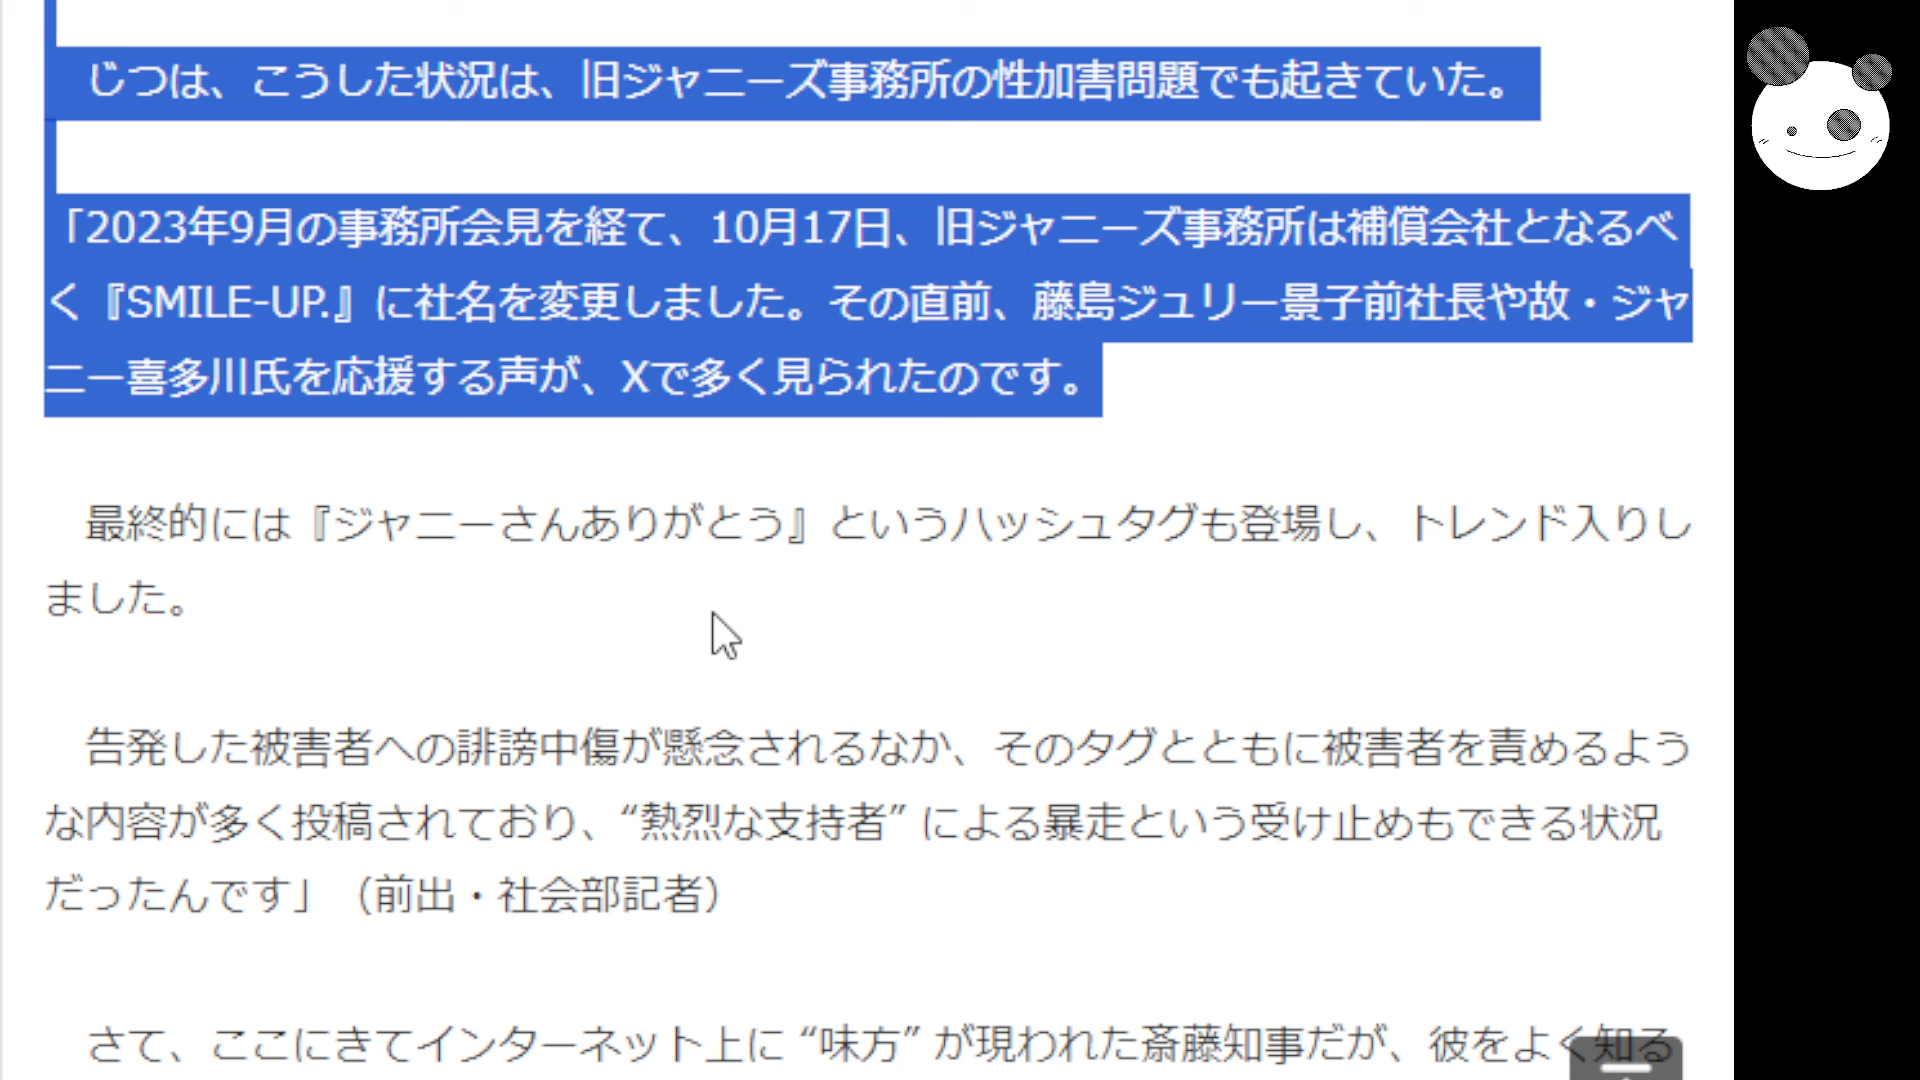 じつは、こうした状況は、旧ジャニーズ事務所の性加害問題でも起きていた。
「2023年9月の事務所会見を経て、10月17日、旧ジャニーズ事務所は補償会社となるべ
く『SMILE-UP.』に社名を変更しました。その直前、藤島ジュリー景子前社長や故・ジャ
ニー喜多川氏を応援する声が、Xで多く見られたのです。
最終的には『ジャニーさんありがとう』というハッシュタグも登場し、トレンド入りし
ました。
告発した被害者への誹謗中傷が懸念されるなか、そのタグとともに被害者を責めるよう
な内容が多く投稿されており、“熱烈な支持者” による暴走という受け止めもできる状況
だったんです」（前出・社会部記者）
さて、ここにきてインターネット上に “味方” が現われた斎藤知事だが、彼をよく知る